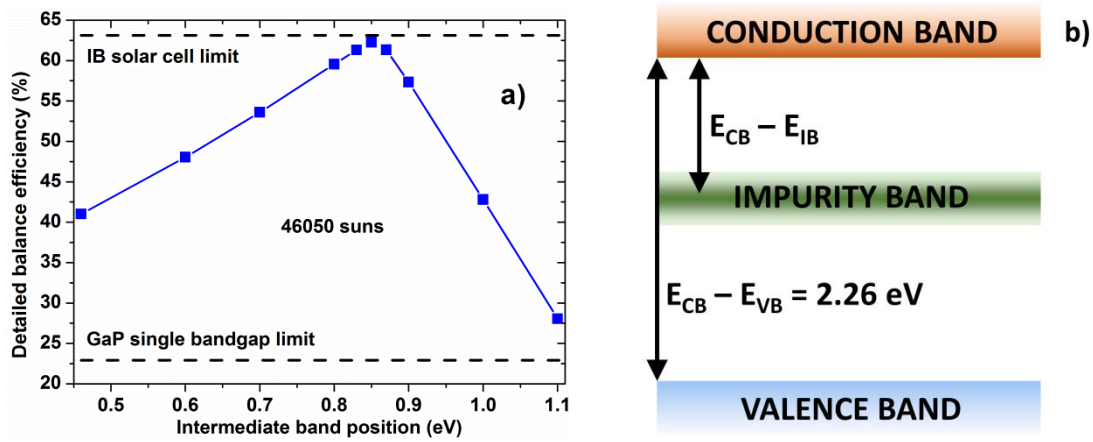 Detailed balance efficiency (%)
65
60
55
50
45
40
35
30
25
20
IB solar cell limit
a)
46050 suns
GaP single bandgap limit
0.5 0.6 0.7 0.8 0.9 1.0 1.1
Intermediate band position (eV)
CONDUCTION BAND
b)
E_CB – E_IB
IMPURITY BAND
E_CB – E_VB = 2.26 eV
VALENCE BAND